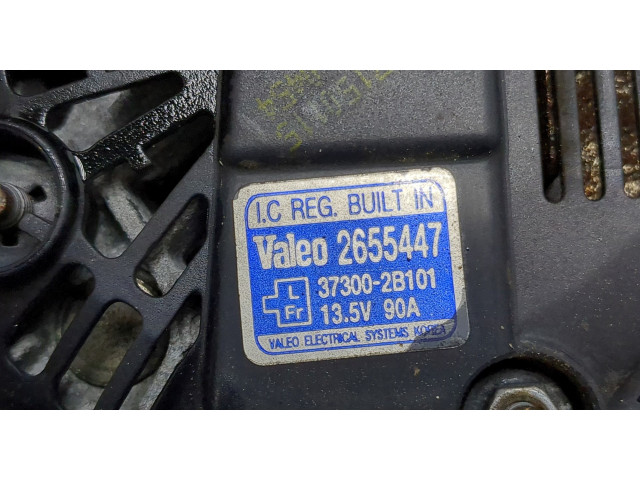 I.C REG. BUILT IN
Valeo 2655447
L 37300-2B101
Fr 13.5V 90A
VALEO ELECTRICAL SYSTEMS KOREA